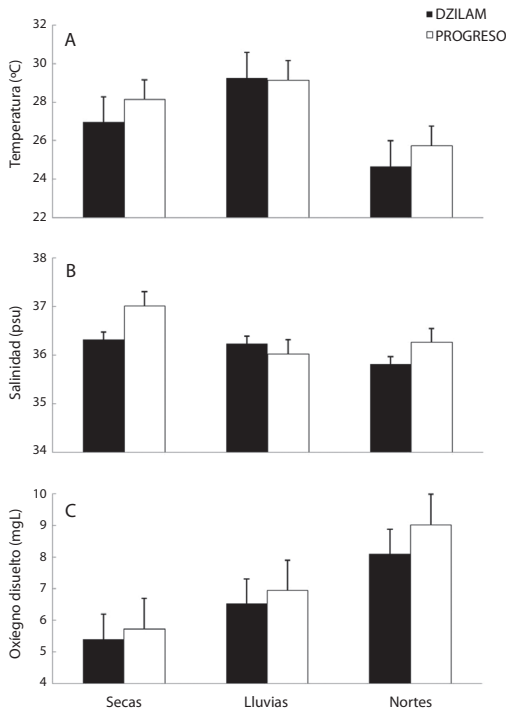 DZILAM
PROGRESO
A
Temperatura (ºC)
32
30
28
26
24
22
B
Salinidad (psu)
38
37
36
35
34
C
Oxíegno disuelto (mgL)
10
9
8
7
6
5
4
Secas Lluvias Nortes